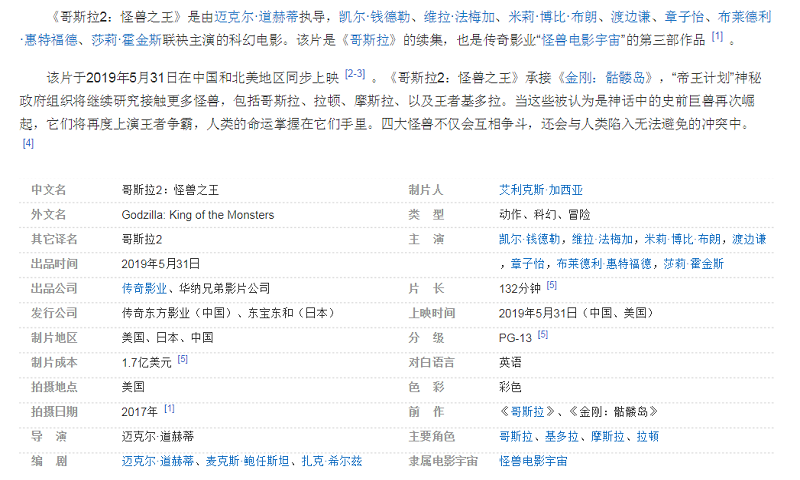 《哥斯拉2：怪兽之王》是由迈克尔·道赫蒂执导，凯尔·钱德勒、维拉·法梅加、米莉·博比·布朗、渡边谦、章子怡、布莱德利
·惠特福德、莎莉·霍金斯联袂主演的科幻电影。该片是《哥斯拉》的续集，也是传奇影业“怪兽电影宇宙”的第三部作品 [1] 。
该片于2019年5月31日在中国和北美地区同步上映 [2-3] 。《哥斯拉2：怪兽之王》承接《金刚：骷髅岛》，“帝王计划”神秘
政府组织将继续研究接触更多怪兽，包括哥斯拉、拉顿、摩斯拉、以及王者基多拉。当这些被认为是神话中的史前巨兽再次崛
起，它们将再度上演王者争霸，人类的命运掌握在它们手里。四大怪兽不仅会互相争斗，还会与人类陷入无法避免的冲突中。
[4]
中文名 哥斯拉2：怪兽之王 制片人 艾利克斯·加西亚
外文名 Godzilla: King of the Monsters 类 型 动作、科幻、冒险
其它译名 哥斯拉2 主 演 凯尔·钱德勒，维拉·法梅加，米莉·博比·布朗，渡边谦
出品时间 2019年5月31日 ，章子怡，布莱德利·惠特福德，莎莉·霍金斯
出品公司 传奇影业、华纳兄弟影片公司 片 长 132分钟 [5]
发行公司 传奇东方影业（中国）、东宝东和（日本） 上映时间 2019年5月31日（中国、美国）
制片地区 美国、日本、中国 分 级 PG-13 [5]
制片成本 1.7亿美元 [5] 对白语言 英语
拍摄地点 美国 色 彩 彩色
拍摄日期 2017年 [1] 前 作 《哥斯拉》、《金刚：骷髅岛》
导 演 迈克尔·道赫蒂 主要角色 哥斯拉、基多拉、摩斯拉、拉顿
编 剧 迈克尔·道赫蒂、麦克斯·鲍任斯坦、扎克·希尔兹 隶属电影宇宙 怪兽电影宇宙